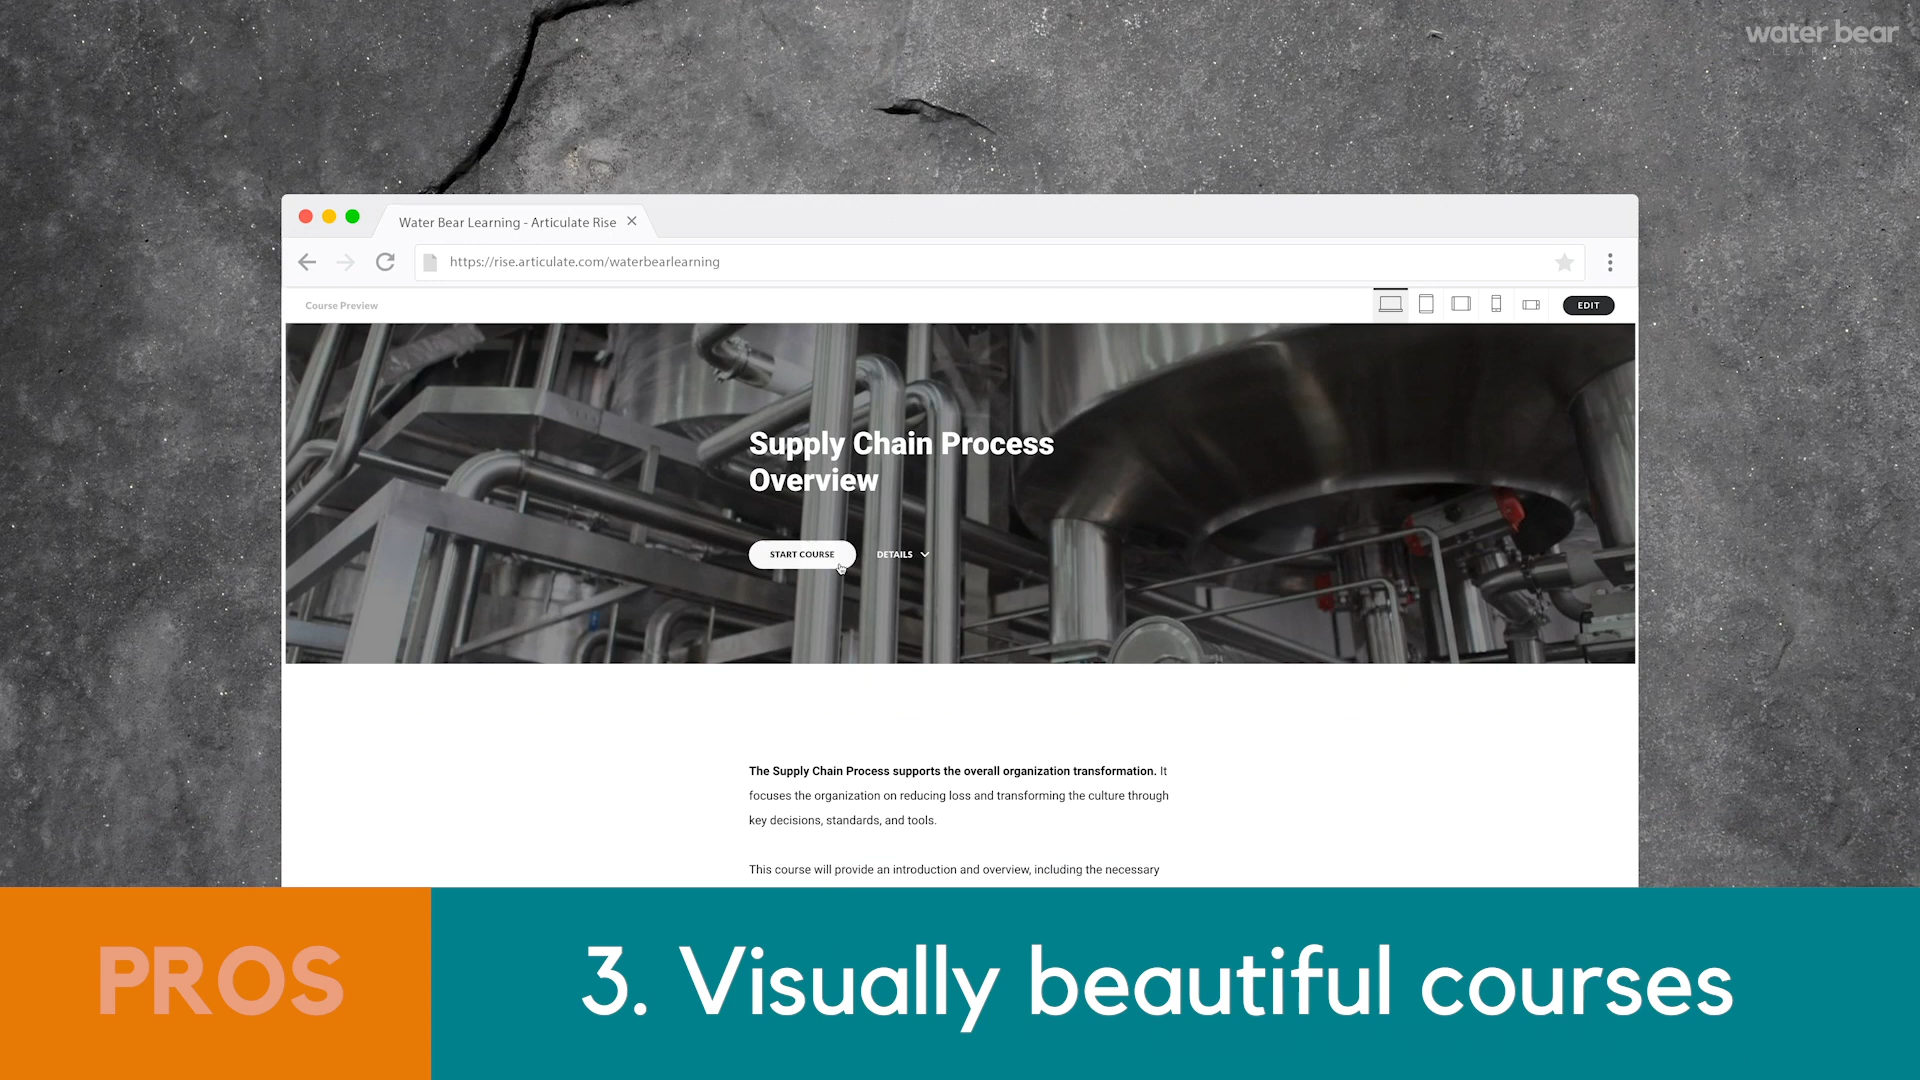 water bear
LEARNING
Water Bear Learning - Articulate Rise
https://rise.articulate.com/waterbearlearning
Course Preview
EDIT
Supply Chain Process
Overview
START COURSE
DETAILS
The Supply Chain Process supports the overall organization transformation. It
focuses the organization on reducing loss and transforming the culture through
key decisions, standards, and tools.
This course will provide an introduction and overview, including the necessary
PROS
3. Visually beautiful courses